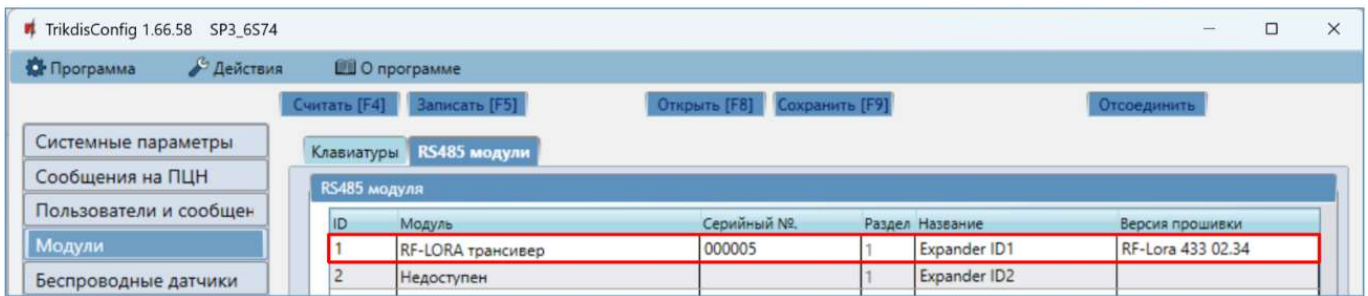 TrikdisConfig 1.66.58 SP3_6S74
Программа Действия О программе
Считать [F4] Записать [F5] Открыть [F8] Сохранить [F9] Отсоединить
Системные параметры
Сообщения на ПЦН
Пользователи и сообщен
Модули
Беспроводные датчики
Клавиатуры RS485 модули
RS485 модуля
ID Модуль Серийный №. Раздел Название Версия прошивки
1 RF-LORA трансивер 000005 1 Expander ID1 RF-Lora 433 02.34
2 Недоступен 1 Expander ID2